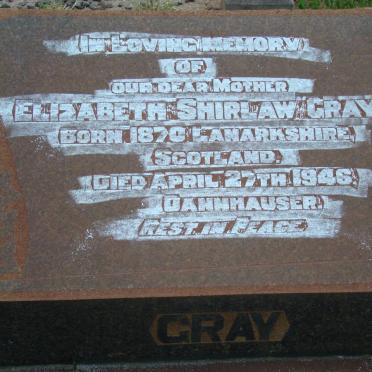 In Loving Memory
OF
OUR DEAR MOTHER
ELIZABETH SHIRLAW GRAY
BORN 1870 LANARKSHIRE,
SCOTLAND.
DIED APRIL 27TH 1946,
DANNHAUSER.
REST IN PEACE.
GRAY